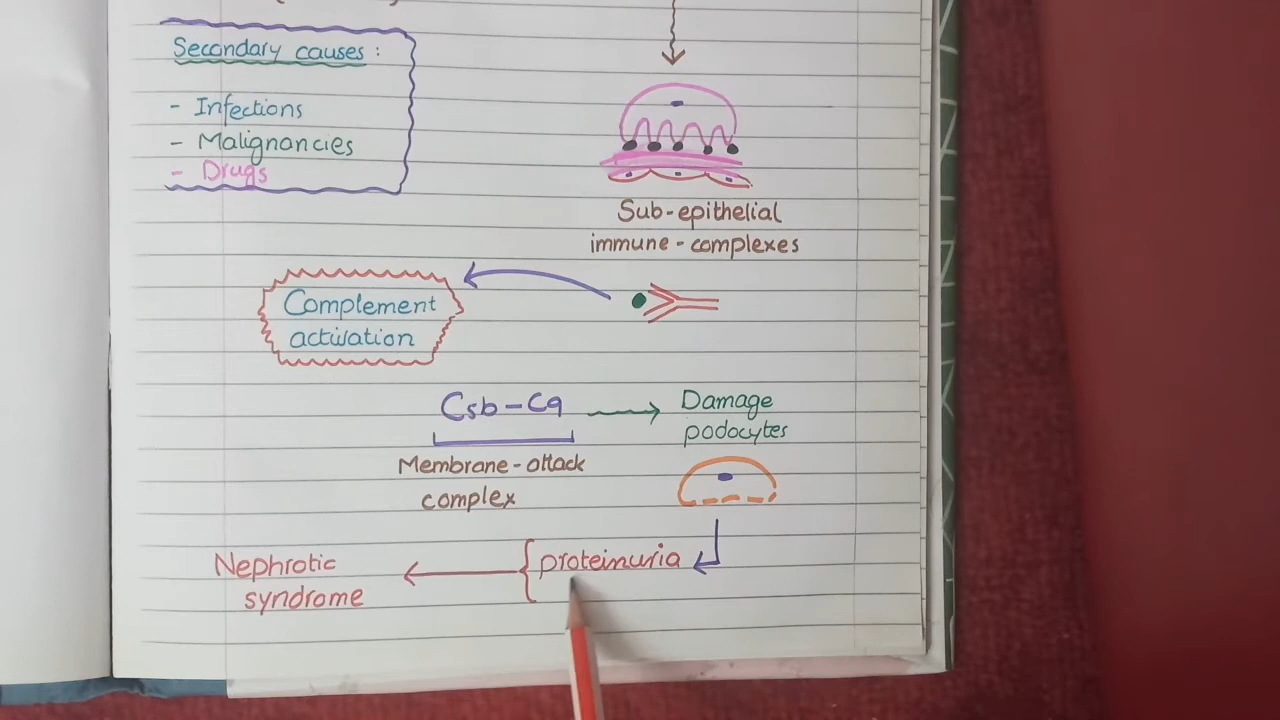 Secondary causes :
- Infections
- Malignancies
- Drugs
Sub-epithelial
immune-complexes
Complement
activation
C5b-C9
Damage
podocytes
Membrane-attack
complex
proteinuria
Nephrotic
syndrome